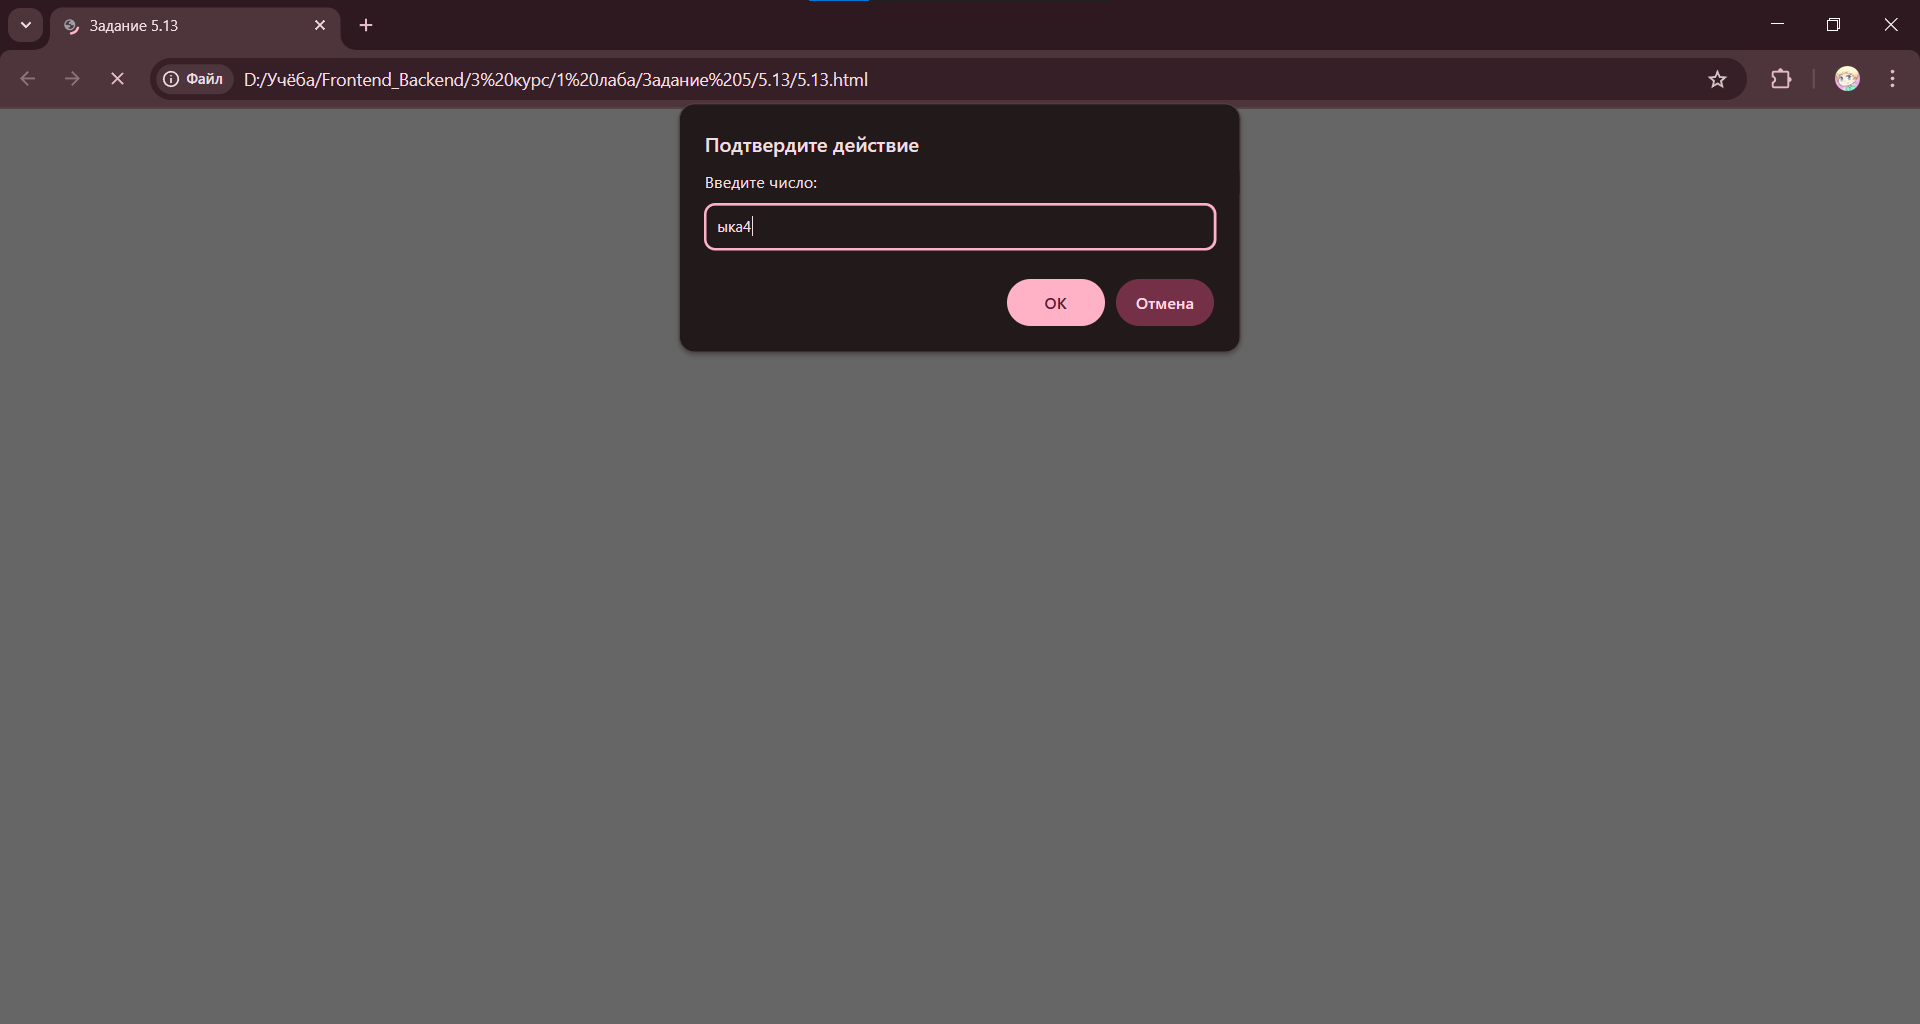 Задание 5.13
Файл D:/Учёба/Frontend_Backend/3%20курс/1%20лаба/Задание%205/5.13/5.13.html
Подтвердите действие
Введите число:
ыка4
ОК Отмена